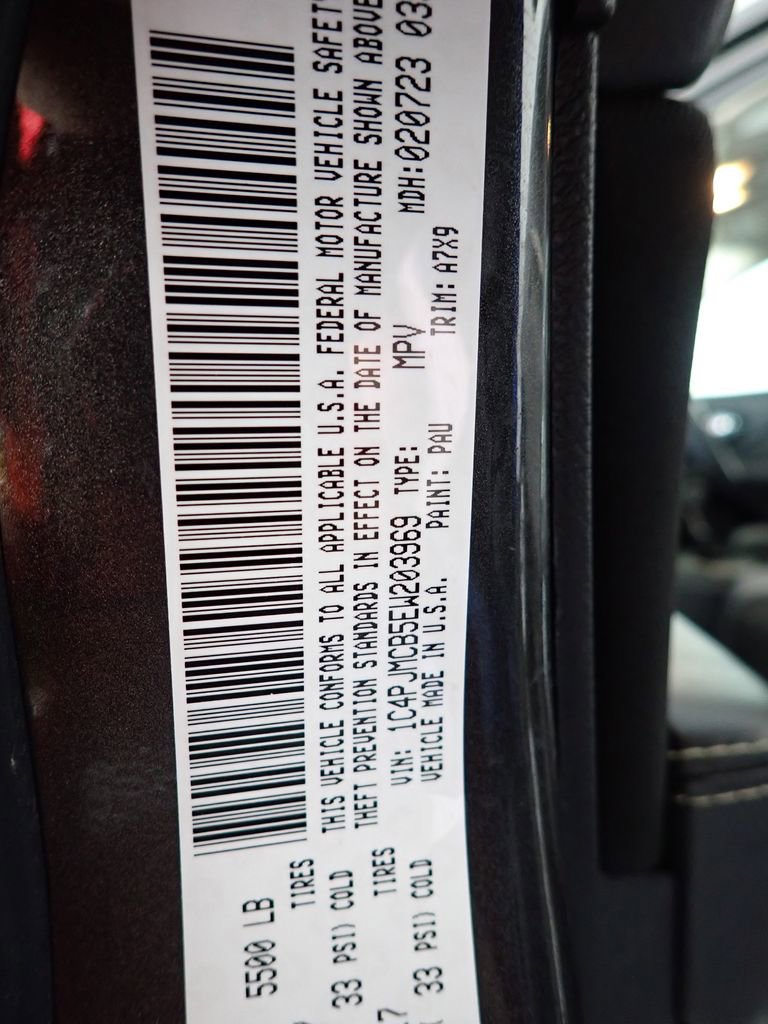 5500 LB
TIRES
33 PSI) COLD
TIRES
33 PSI) COLD
THIS VEHICLE CONFORMS TO ALL APPLICABLE U.S.A. FEDERAL MOTOR VEHICLE
THEFT PREVENTION STANDARDS IN EFFECT ON THE DATE OF MANUFACTURE SHOWN ABOVE
VIN: 1C4PJMCB5EW203969 TYPE: MPV MDH:020723
VEHICLE MADE IN U.S.A. PAINT: PAU TRIM: A7X9